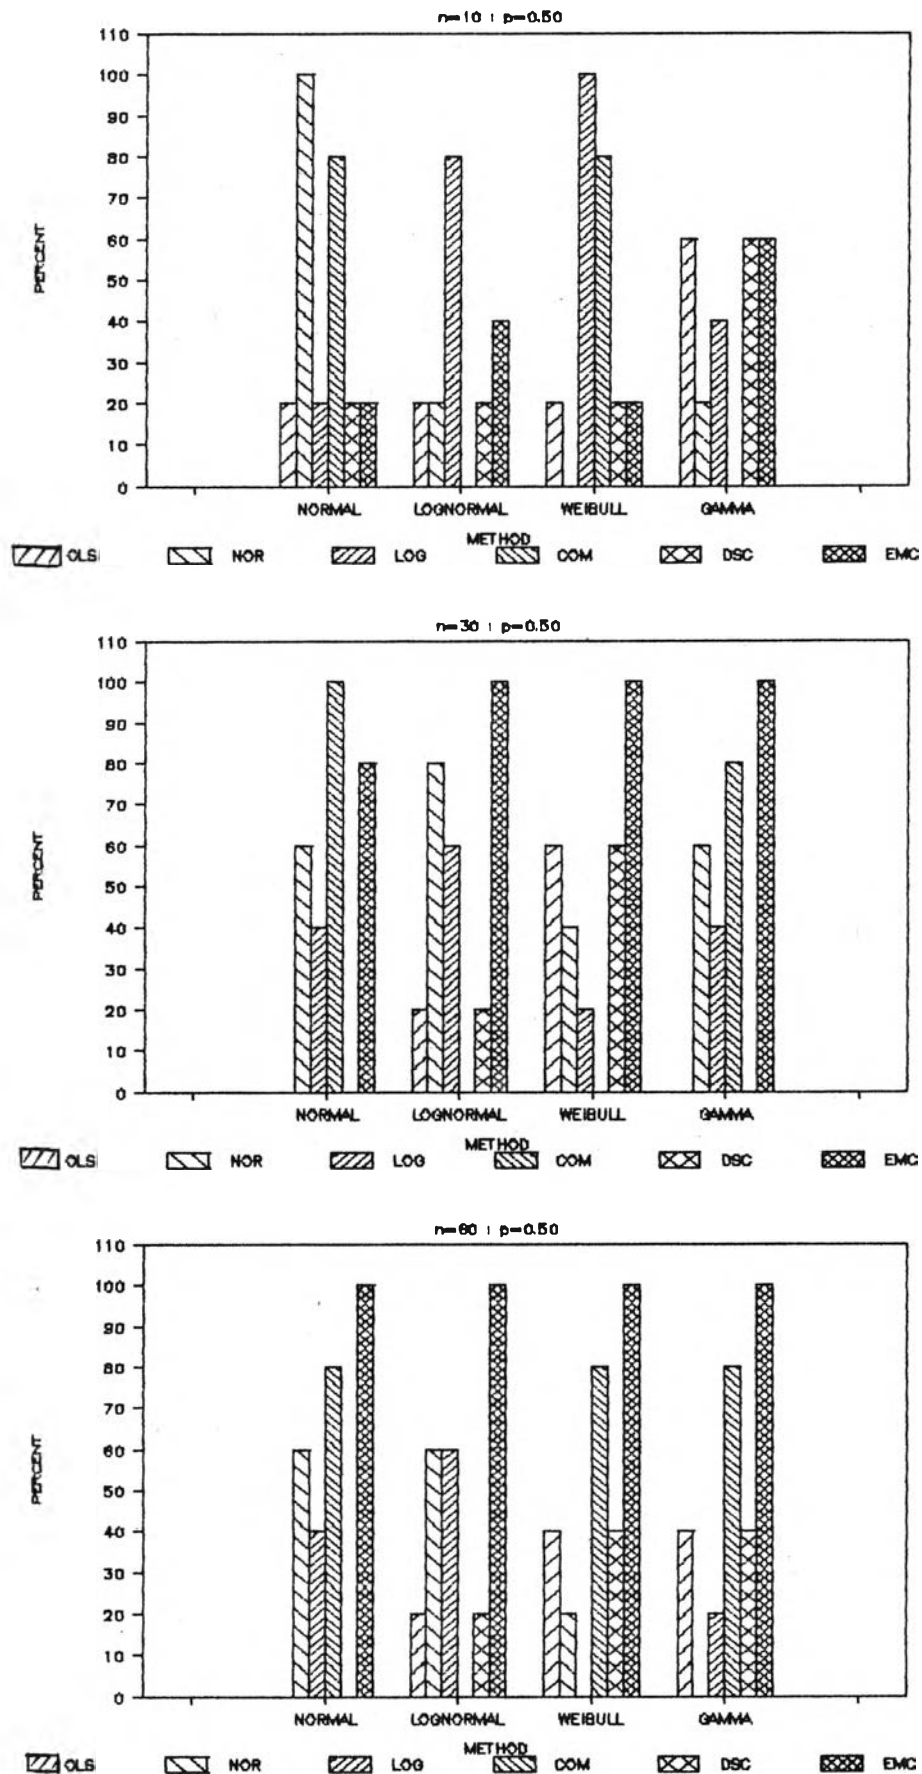 n=10 : p=0.50
110
100
90
80
70
60
50
40
30
20
10
0
PERCENT
NORMAL LOGNORMAL WEIBULL GAMMA
METHOD
OLS NOR LOG COM DSC EMC
n=30 : p=0.50
110
100
90
80
70
60
50
40
30
20
10
0
PERCENT
NORMAL LOGNORMAL WEIBULL GAMMA
METHOD
OLS NOR LOG COM DSC EMC
n=60 : p=0.50
110
100
90
80
70
60
50
40
30
20
10
0
PERCENT
NORMAL LOGNORMAL WEIBULL GAMMA
METHOD
OLS NOR LOG COM DSC EMC